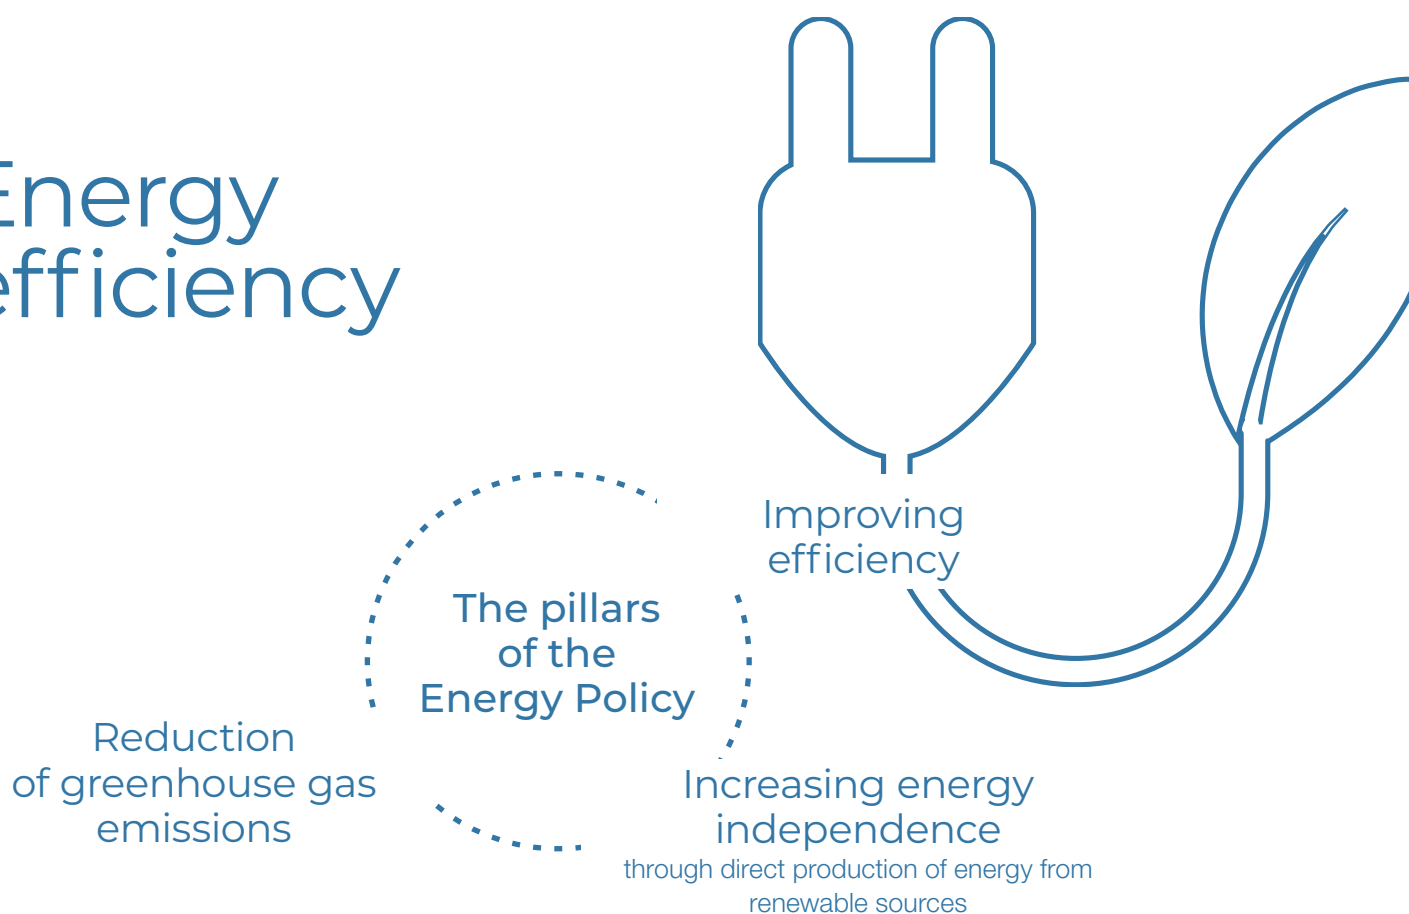 Energy
efficiency
Improving
efficiency
The pillars
of the
Energy Policy
Reduction
of greenhouse gas
emissions
Increasing energy
independence
through direct production of energy from
renewable sources